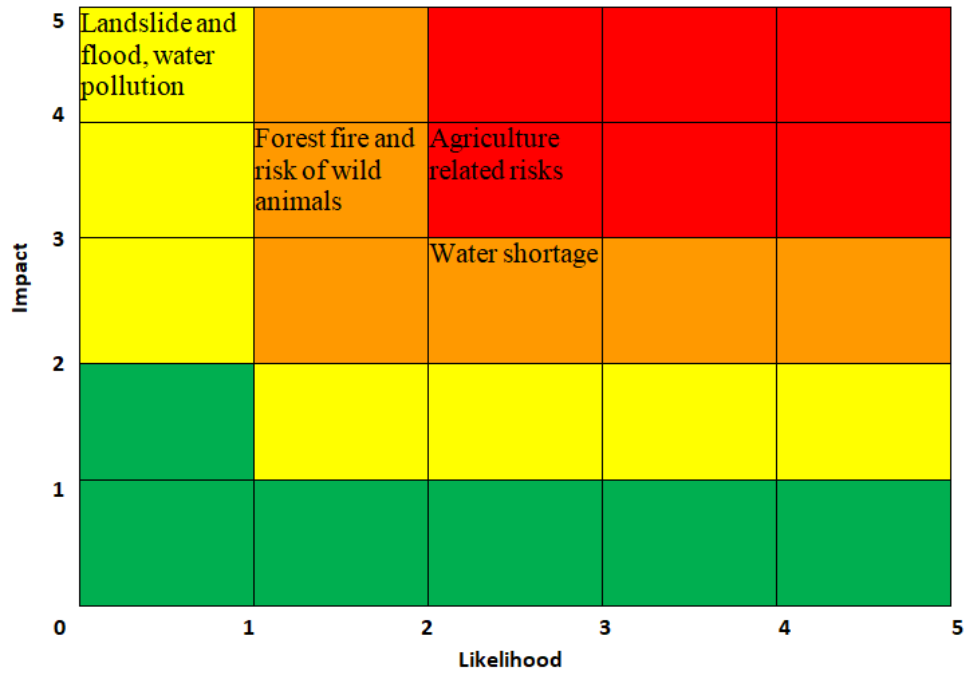 5
Landslide and
flood, water
pollution
4
Forest fire and
risk of wild
animals
Agriculture
related risks
3
Water shortage
Impact
2
1
0 1 2 3 4 5
Likelihood